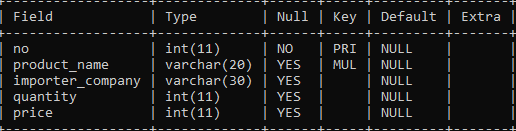 | Field | Type | Null | Key | Default | Extra |
| no | int(11) | NO | PRI | NULL | |
| product_name | varchar(20) | YES | MUL | NULL | |
| importer_company | varchar(30) | YES | | NULL | |
| quantity | int(11) | YES | | NULL | |
| price | int(11) | YES | | NULL | |